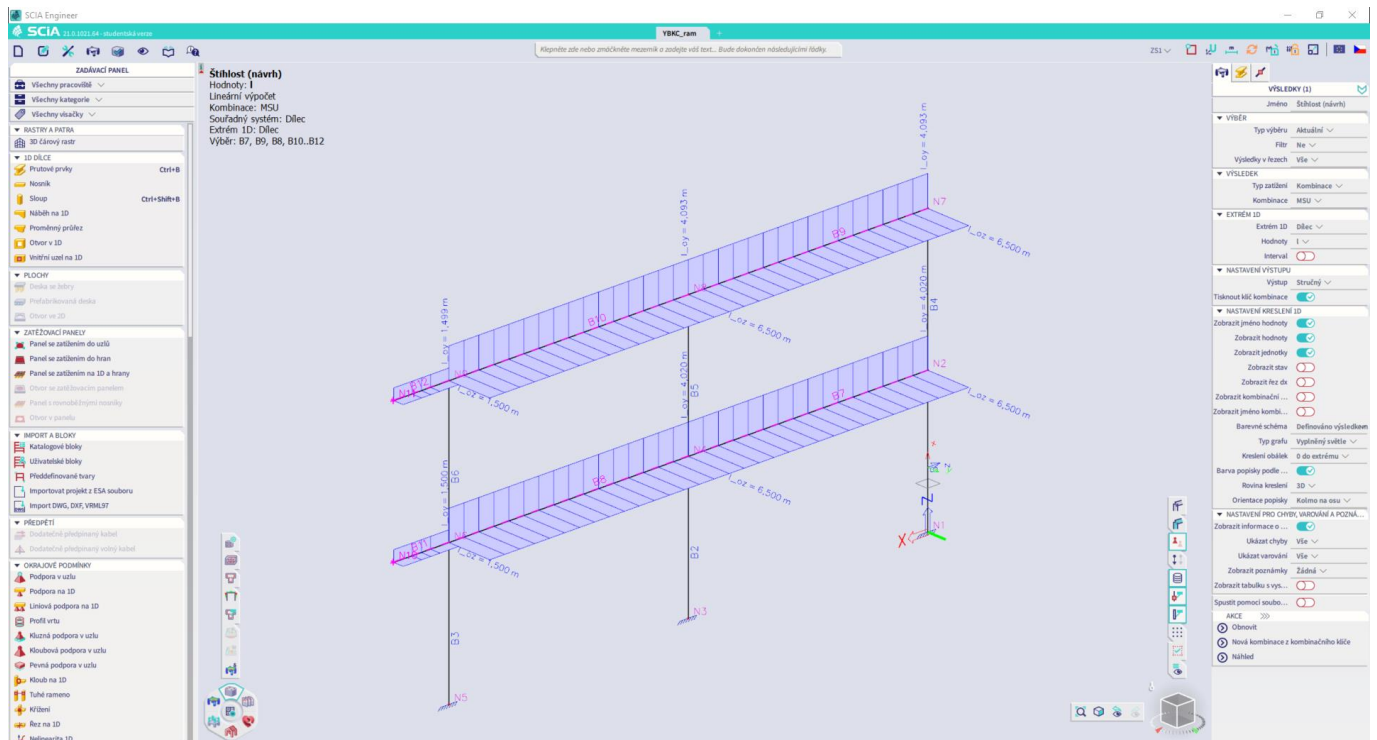 SCIA Engineer
SCIA 21.0.1021.64 - studentská verze
YBKC_ram
+
Klepněte zde nebo zmáčkněte mezerník a zadejte váš text... Bude dokončen následujícími řádky.
ZS1
ZADÁVACÍ PANEL
Všechny pracoviště
Všechny kategorie
Všechny visačky
RASTRY A PATRA
3D čárový rastr
1D DÍLCE
Prutové prvky Ctrl+B
Nosník
Sloup Ctrl+Shift+B
Náběh na 1D
Proměnný průřez
Otvor v 1D
Vnitřní uzel na 1D
PLOCHY
Deska se žebry
Prefabrikovaná deska
Otvor ve 2D
ZATĚŽOVACÍ PANELY
Panel se zatížením do uzlů
Panel se zatížením do hran
Panel se zatížením na 1D a hrany
Otvor se zatěžovacím panelem
Panel s rovnoběžnými nosníky
Otvor v panelu
IMPORT A BLOKY
Katalogové bloky
Uživatelské bloky
Předdefinované tvary
Importovat projekt z ESA souboru
Import DWG, DXF, VRML97
PŘEDPĚTÍ
Dodatečně předpínaný kabel
Dodatečně předpínaný volný kabel
OKRAJOVÉ PODMÍNKY
Podpora v uzlu
Podpora na 1D
Liniová podpora na 1D
Profil vrtu
Kluzná podpora v uzlu
Kloubová podpora v uzlu
Pevná podpora v uzlu
Kloub na 1D
Tuhé rameno
Křížení
Řez na 1D
Nelinearita 1D
Štíhlost (návrh)
Hodnoty: l
Lineární výpočet
Kombinace: MSU
Souřadný systém: Dílec
Extrém 1D: Dílec
Výběr: B7, B9, B8, B10..B12
l_oy = 4,093 m
N7
l_oz = 6,500 m
B9
l_oy = 4,093 m
B10
l_oz = 6,500 m
l_oy = 1,499 m
B12
l_oz = 1,500 m
l_oy = 4,020 m
B4
N2
l_oz = 6,500 m
B7
l_oy = 4,020 m
B5
B8
l_oz = 6,500 m
l_oy = 1,500 m
B6
B11
l_oz = 1,500 m
B2
N3
B3
N5
X
Z
N1
VÝSLEDKY (1)
Jméno Štíhlost (návrh)
VÝBĚR
Typ výběru Aktuální
Filtr Ne
Výsledky v řezech Vše
VÝSLEDEK
Typ zatížení Kombinace
Kombinace MSU
EXTRÉM 1D
Extrém 1D Dílec
Hodnoty l
Interval
NASTAVENÍ VÝSTUPU
Výstup Stručný
Tisknout klíč kombinace
NASTAVENÍ KRESLENÍ 1D
Zobrazit jméno hodnoty
Zobrazit hodnoty
Zobrazit jednotky
Zobrazit stav
Zobrazit řez dx
Zobrazit kombinační ...
Zobrazit jméno kombi...
Barevné schéma Definováno výsledkem
Typ grafu Vyplněný světle
Kreslení obálek 0 do extrému
Barva popisky podle ...
Rovina kreslení 3D
Orientace popisky Kolmo na osu
NASTAVENÍ PRO CHYBY, VAROVÁNÍ A POZNÁ...
Zobrazit informace o ...
Ukázat chyby Vše
Ukázat varování Vše
Zobrazit poznámky Žádná
Zobrazit tabulku s vys...
Spustit pomocí soubo...
AKCE >>>
Obnovit
Nová kombinace z kombinačního klíče
Náhled